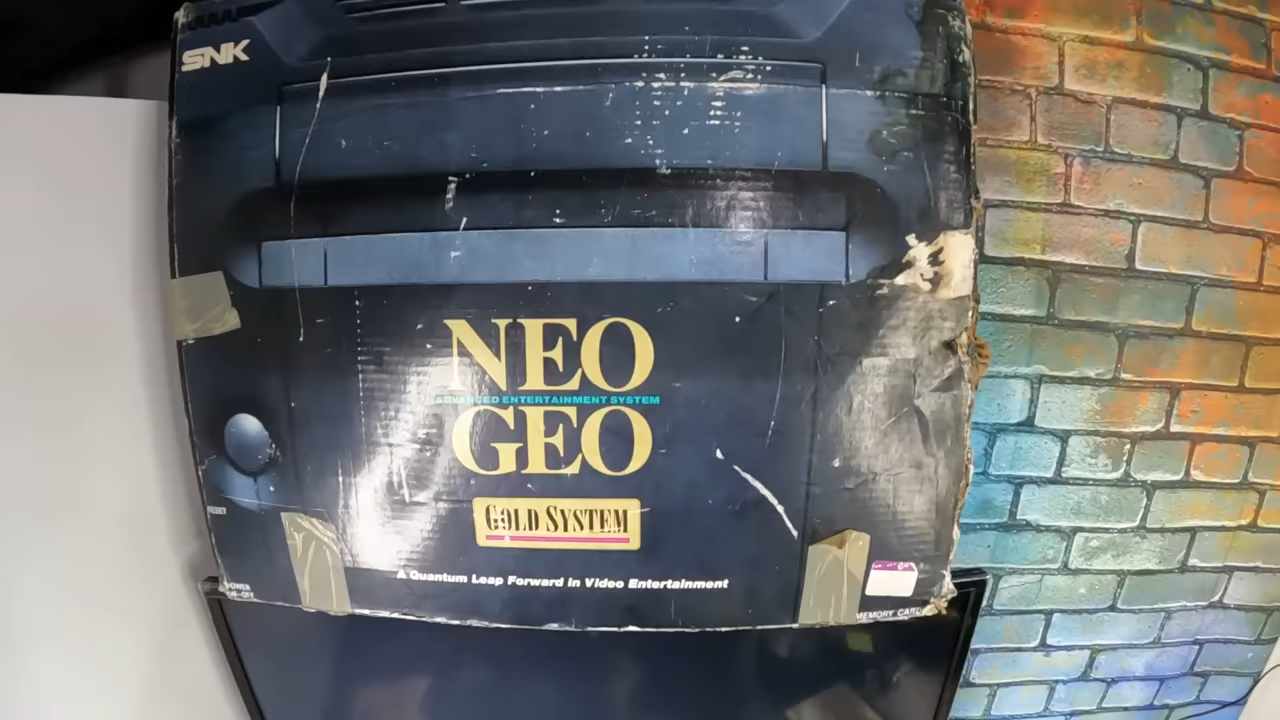 SNK
NEO
ADVANCED ENTERTAINMENT SYSTEM
GEO
GOLD SYSTEM
A Quantum Leap Forward in Video Entertainment
RESET
POWER
ON-OFF
MEMORY CARD